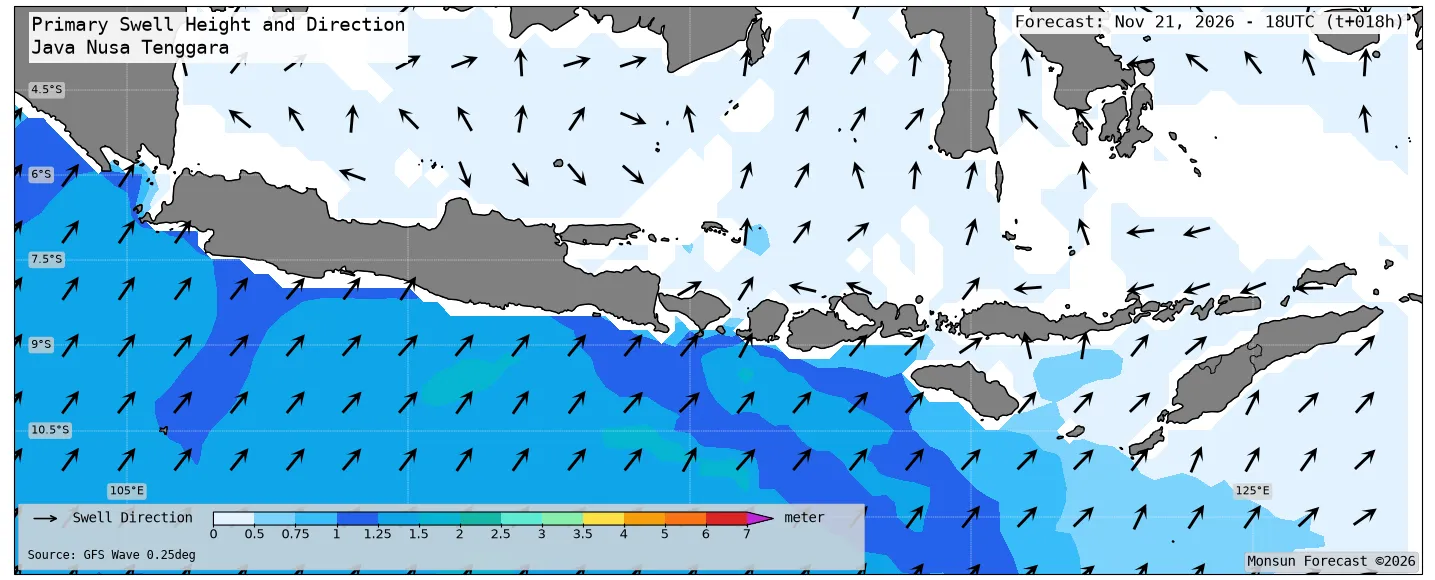 Primary Swell Height and Direction
Java Nusa Tenggara
Forecast: Nov 21, 2026 - 18UTC (t+018h)
4.5°S
6°S
7.5°S
9°S
10.5°S
105°E
125°E
Swell Direction
0 0.5 0.75 1 1.25 1.5 2 2.5 3 3.5 4 5 6 7
meter
Source: GFS Wave 0.25deg
Monsun Forecast ©2026